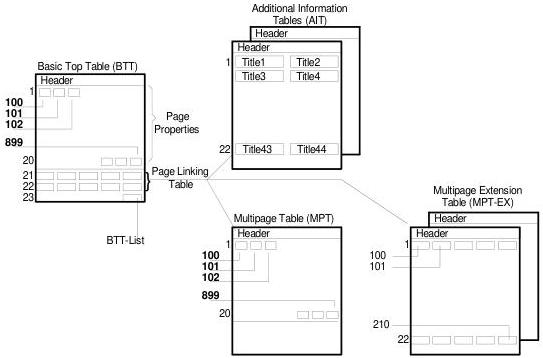 Additional Information
Tables (AIT)
Header
Header
1 Title1 Title2
Title3 Title4
22 Title43 Title44
Basic Top Table (BTT)
Header
1
100
101
102
899
20
21
22
23
Page
Properties
Page Linking
Table
BTT-List
Multipage Table (MPT)
Header
1
100
101
102
899
20
Multipage Extension
Table (MPT-EX)
Header
Header
1
100
101
210
22